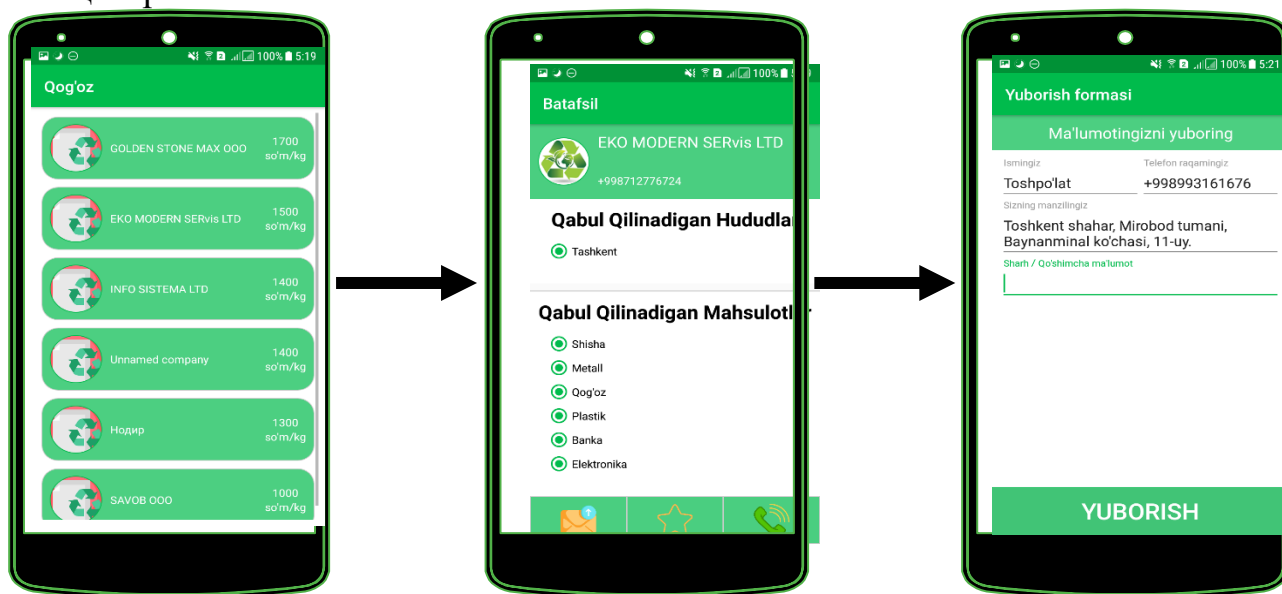 100% 5:19
Qog'oz
GOLDEN STONE MAX OOO
1700
so'm/kg
EKO MODERN SERvis LTD
1500
so'm/kg
INFO SISTEMA LTD
1400
so'm/kg
Unnamed company
1400
so'm/kg
Нодир
1300
so'm/kg
SAVOB OOO
1000
so'm/kg
100%
Batafsil
EKO MODERN SERvis LTD
+998712776724
Qabul Qilinadigan Hududla
Tashkent
Qabul Qilinadigan Mahsulotl
Shisha
Metall
Qog'oz
Plastik
Banka
Elektronika
100% 5:21
Yuborish formasi
Ma'lumotingizni yuboring
Ismingiz
Telefon raqamingiz
Toshpo'lat
+998993161676
Sizning manzilingiz
Toshkent shahar, Mirobod tumani,
Baynanminal ko'chasi, 11-uy.
Sharh / Qo'shimcha ma'lumot
YUBORISH